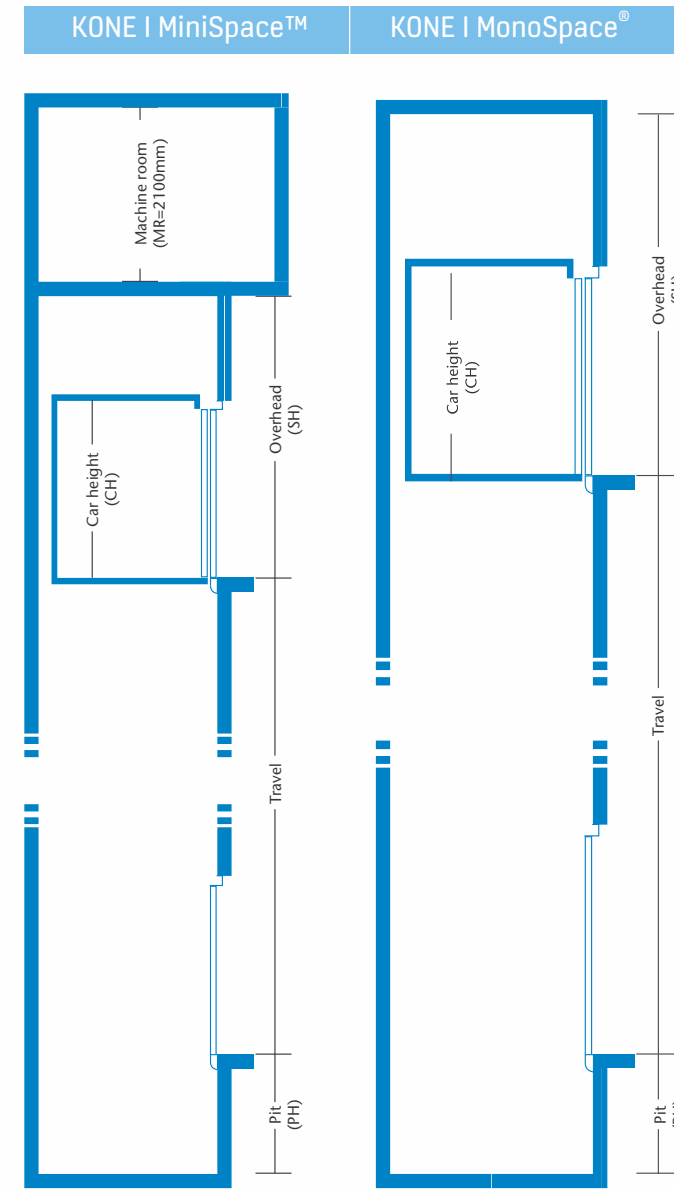 KONE I MiniSpace™
KONE I MonoSpace®
Machine room
(MR=2100mm)
Car height
(CH)
Overhead
(SH)
Travel
Pit
(PH)
Car height
(CH)
Overhead
Travel
Pit